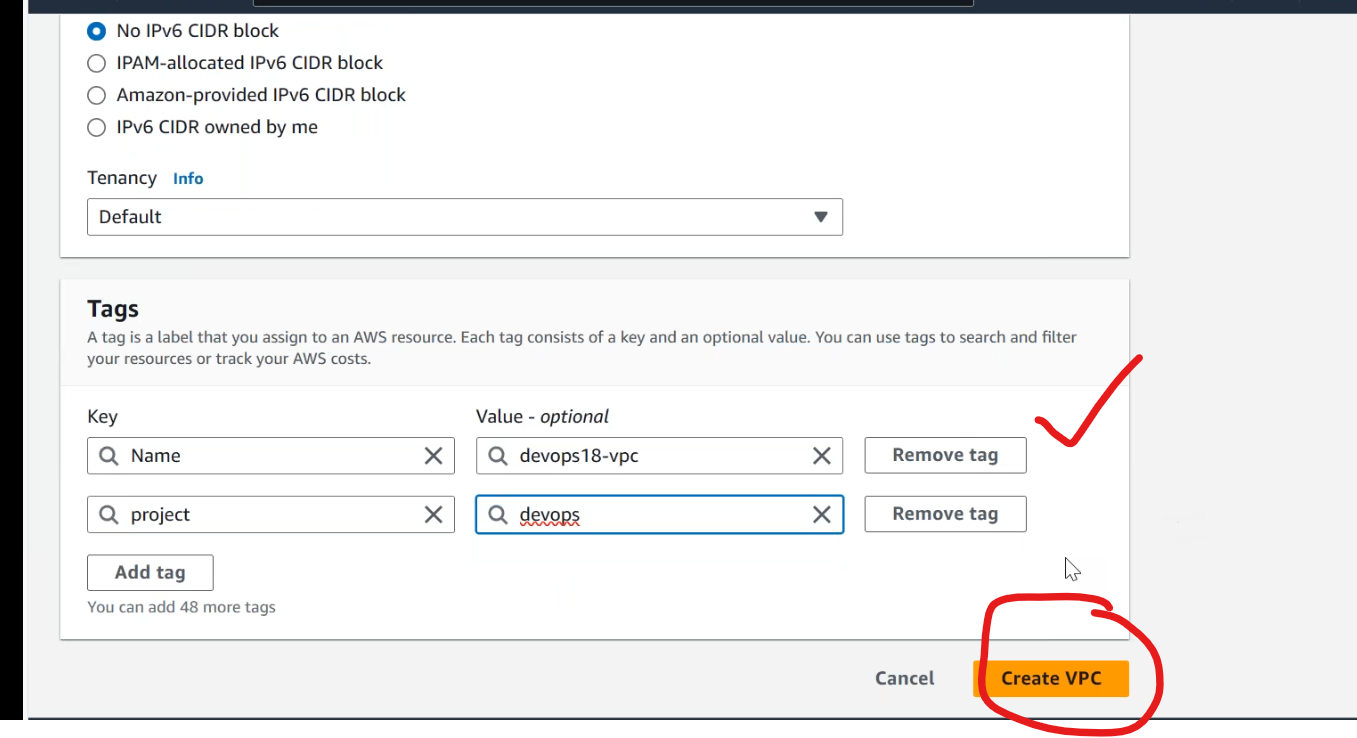 No IPv6 CIDR block
IPAM-allocated IPv6 CIDR block
Amazon-provided IPv6 CIDR block
IPv6 CIDR owned by me
Tenancy Info
Default
Tags
A tag is a label that you assign to an AWS resource. Each tag consists of a key and an optional value. You can use tags to search and filter
your resources or track your AWS costs.
Key Value - optional
Name devops18-vpc Remove tag
project devops Remove tag
Add tag
You can add 48 more tags
Cancel Create VPC